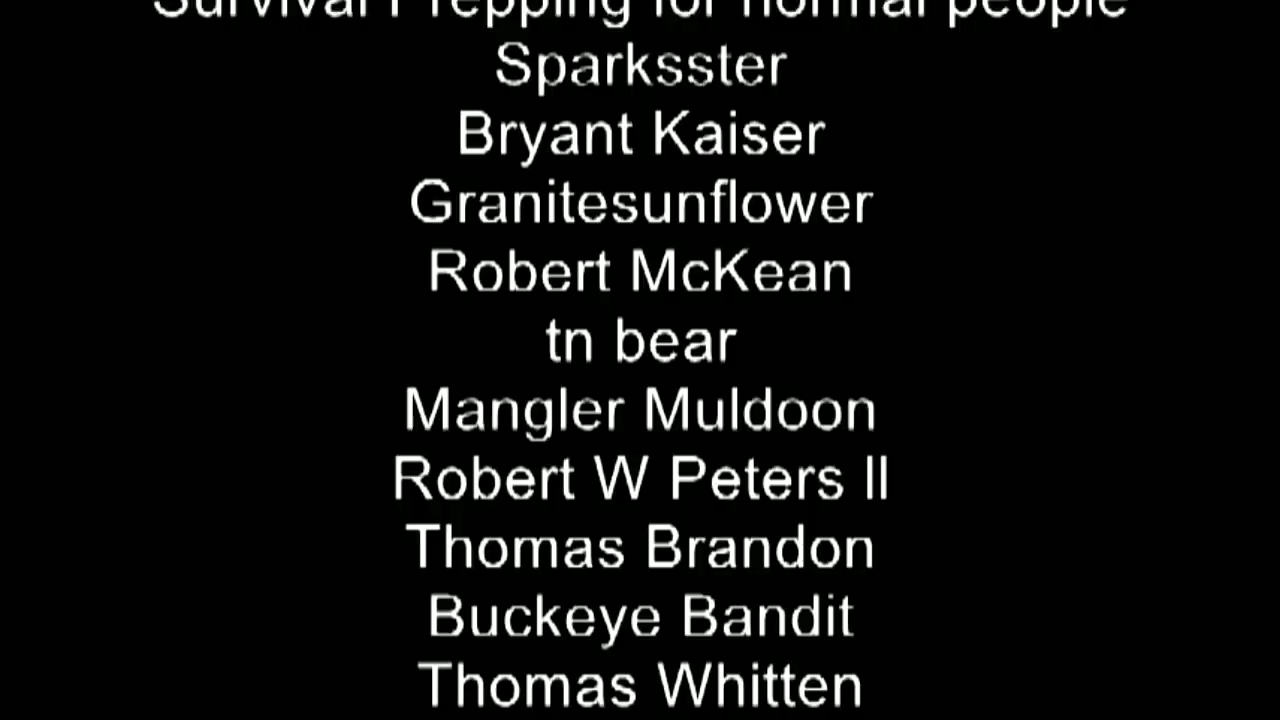 Survival Prepping for normal people
Sparksster
Bryant Kaiser
Granitesunflower
Robert McKean
tn bear
Mangler Muldoon
Robert W Peters II
Thomas Brandon
Buckeye Bandit
Thomas Whitten